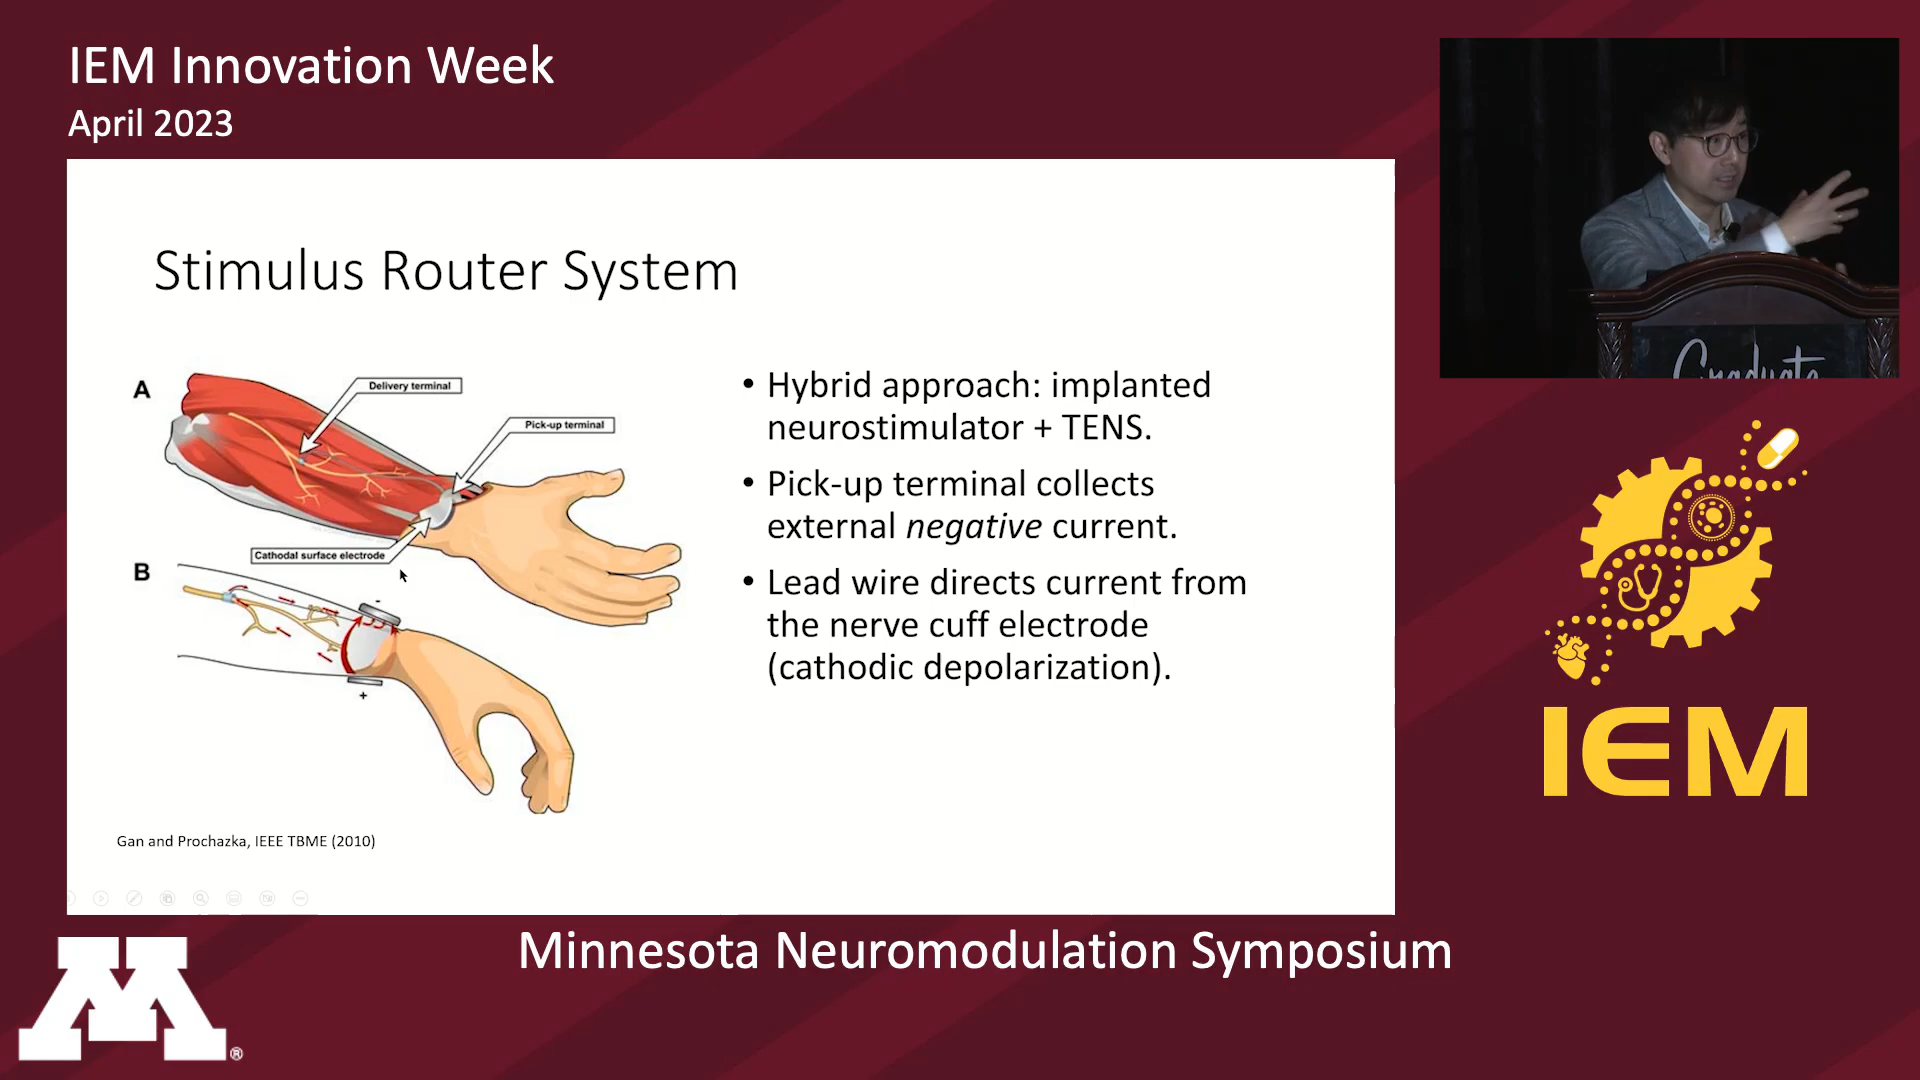 IEM Innovation Week
April 2023
Stimulus Router System
A
Delivery terminal
Pick-up terminal
Cathodal surface electrode
B
-
+
• Hybrid approach: implanted
neurostimulator + TENS.
• Pick-up terminal collects
external negative current.
• Lead wire directs current from
the nerve cuff electrode
(cathodic depolarization).
Gan and Prochazka, IEEE TBME (2010)
Graduate
IEM
Minnesota Neuromodulation Symposium
M®